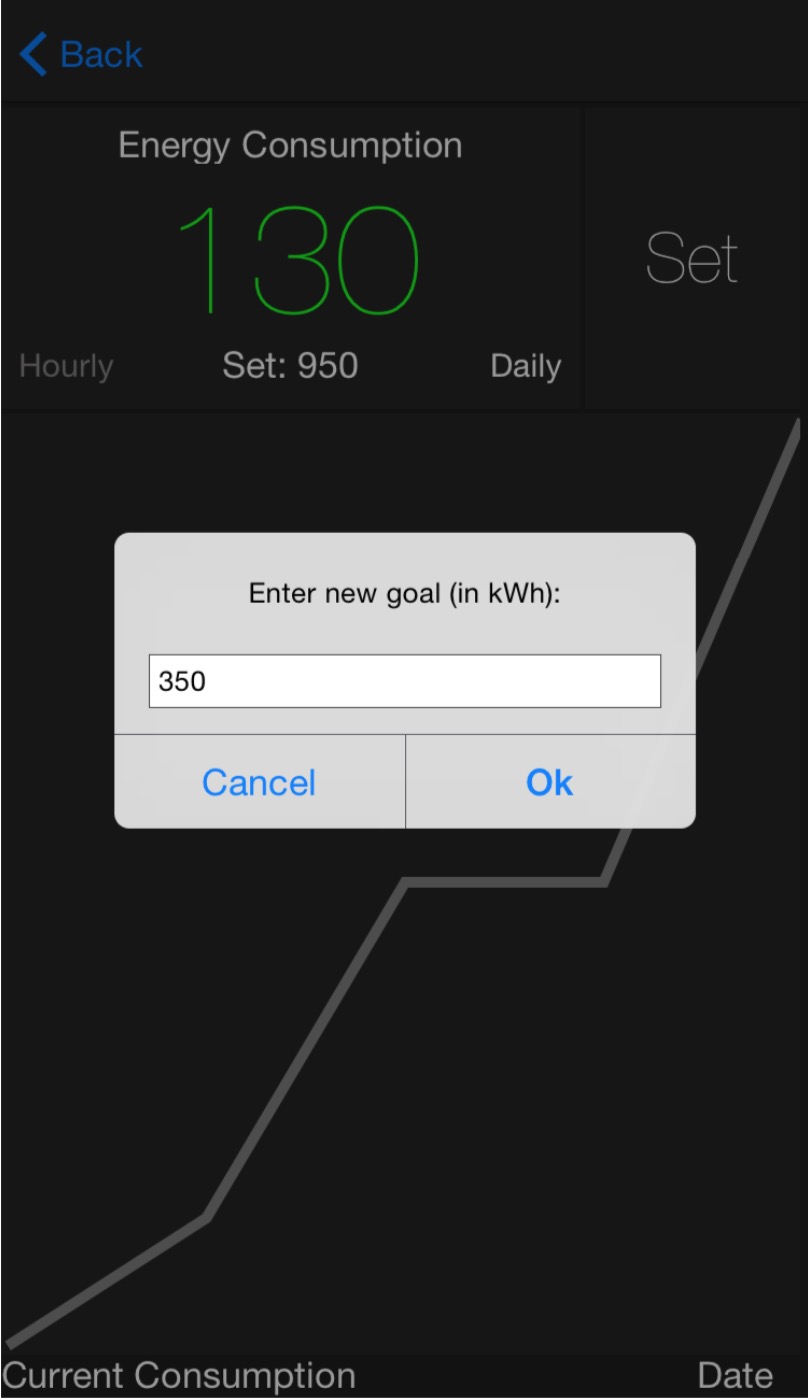 Back
Energy Consumption
130
Set
Hourly Set: 950 Daily
Enter new goal (in kWh):
350
Cancel Ok
Current Consumption Date